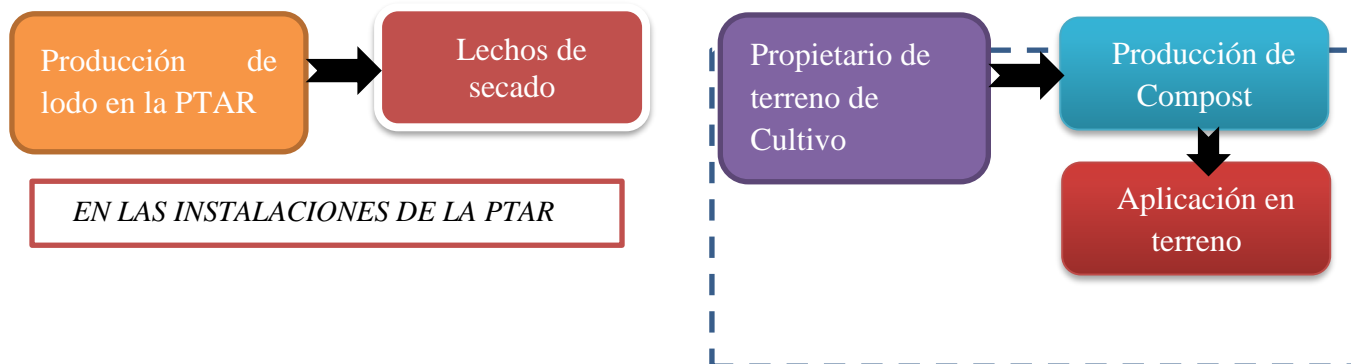 Producción de
lodo en la PTAR
Lechos de
secado
EN LAS INSTALACIONES DE LA PTAR
Propietario de
terreno de
Cultivo
Producción de
Compost
Aplicación en
terreno